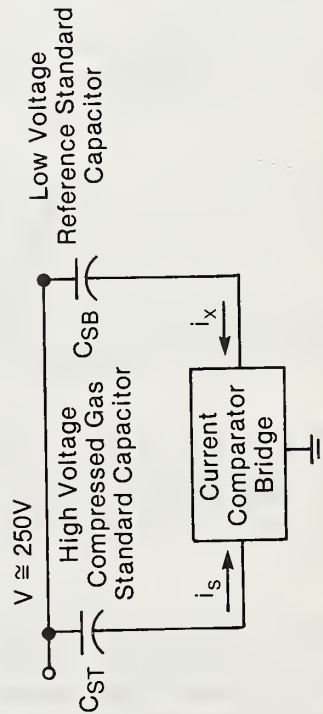 V ≅ 250V
High Voltage
Compressed Gas
Standard Capacitor
C_ST
Low Voltage
Reference Standard
Capacitor
C_SB
i_s
Current
Comparator
Bridge
i_x